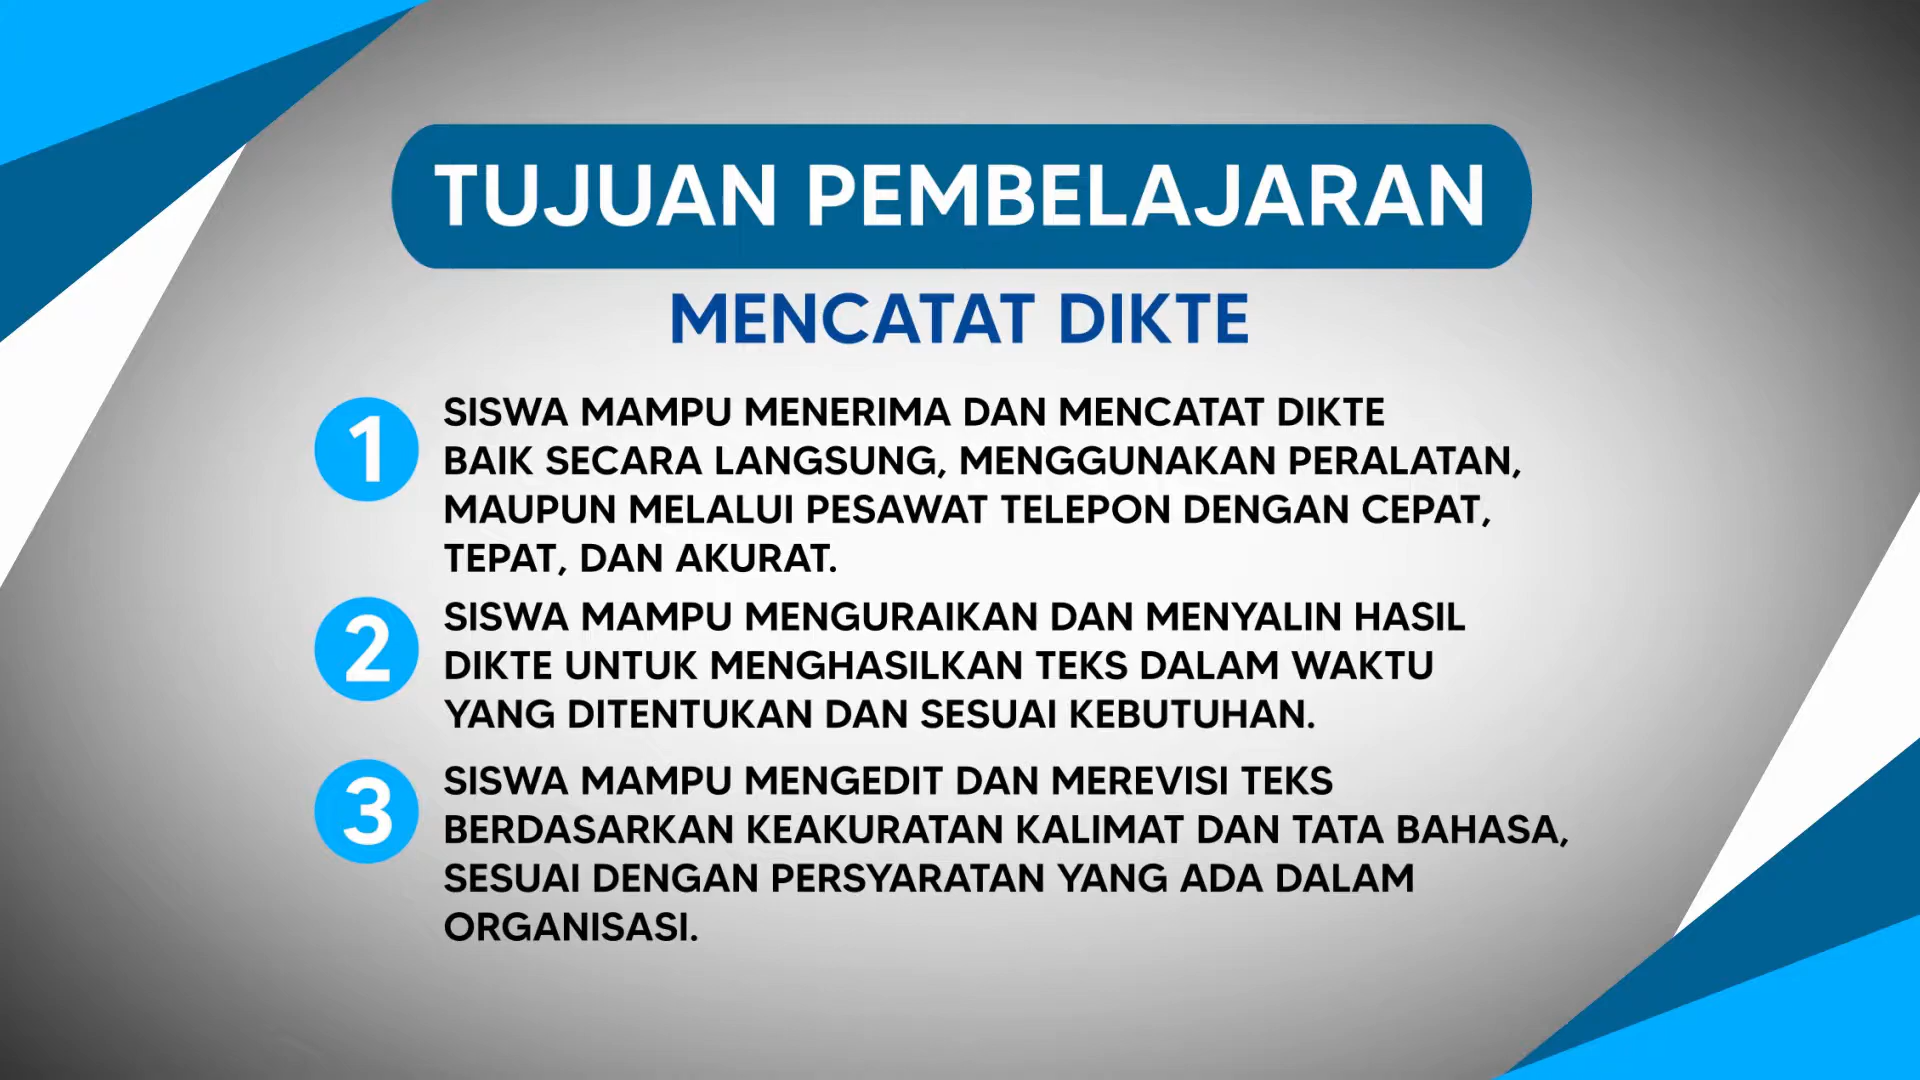 TUJUAN PEMBELAJARAN
MENCATAT DIKTE
1 SISWA MAMPU MENERIMA DAN MENCATAT DIKTE
BAIK SECARA LANGSUNG, MENGGUNAKAN PERALATAN,
MAUPUN MELALUI PESAWAT TELEPON DENGAN CEPAT,
TEPAT, DAN AKURAT.
2 SISWA MAMPU MENGURAIKAN DAN MENYALIN HASIL
DIKTE UNTUK MENGHASILKAN TEKS DALAM WAKTU
YANG DITENTUKAN DAN SESUAI KEBUTUHAN.
3 SISWA MAMPU MENGEDIT DAN MEREVISI TEKS
BERDASARKAN KEAKURATAN KALIMAT DAN TATA BAHASA,
SESUAI DENGAN PERSYARATAN YANG ADA DALAM
ORGANISASI.